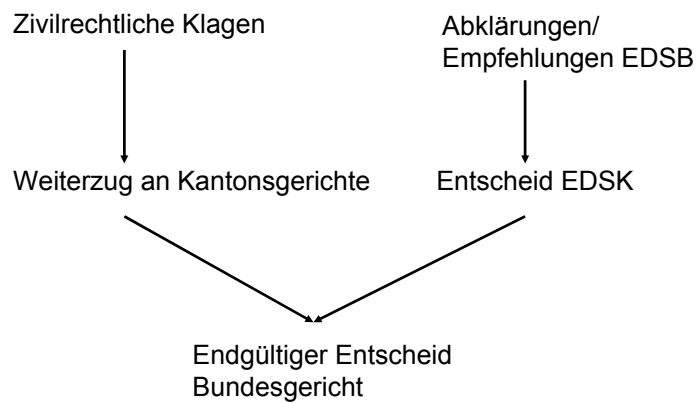 Zivilrechtliche Klagen
Abklärungen/
Empfehlungen EDSB
Weiterzug an Kantonsgerichte
Entscheid EDSK
Endgültiger Entscheid
Bundesgericht